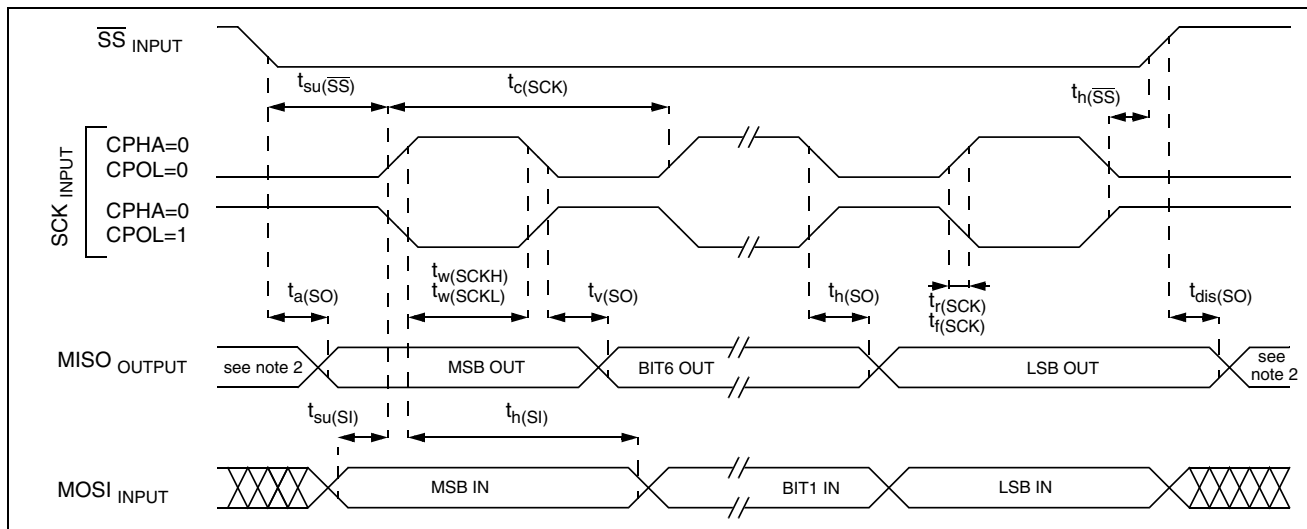 SS INPUT
tsu(SS)
tc(SCK)
th(SS)
SCK INPUT
CPHA=0
CPOL=0
CPHA=0
CPOL=1
ta(SO)
tw(SCKH)
tw(SCKL)
tv(SO)
th(SO)
tr(SCK)
tf(SCK)
tdis(SO)
MISO OUTPUT
see note 2
MSB OUT
BIT6 OUT
LSB OUT
see
note 2
tsu(SI)
th(SI)
MOSI INPUT
MSB IN
BIT1 IN
LSB IN